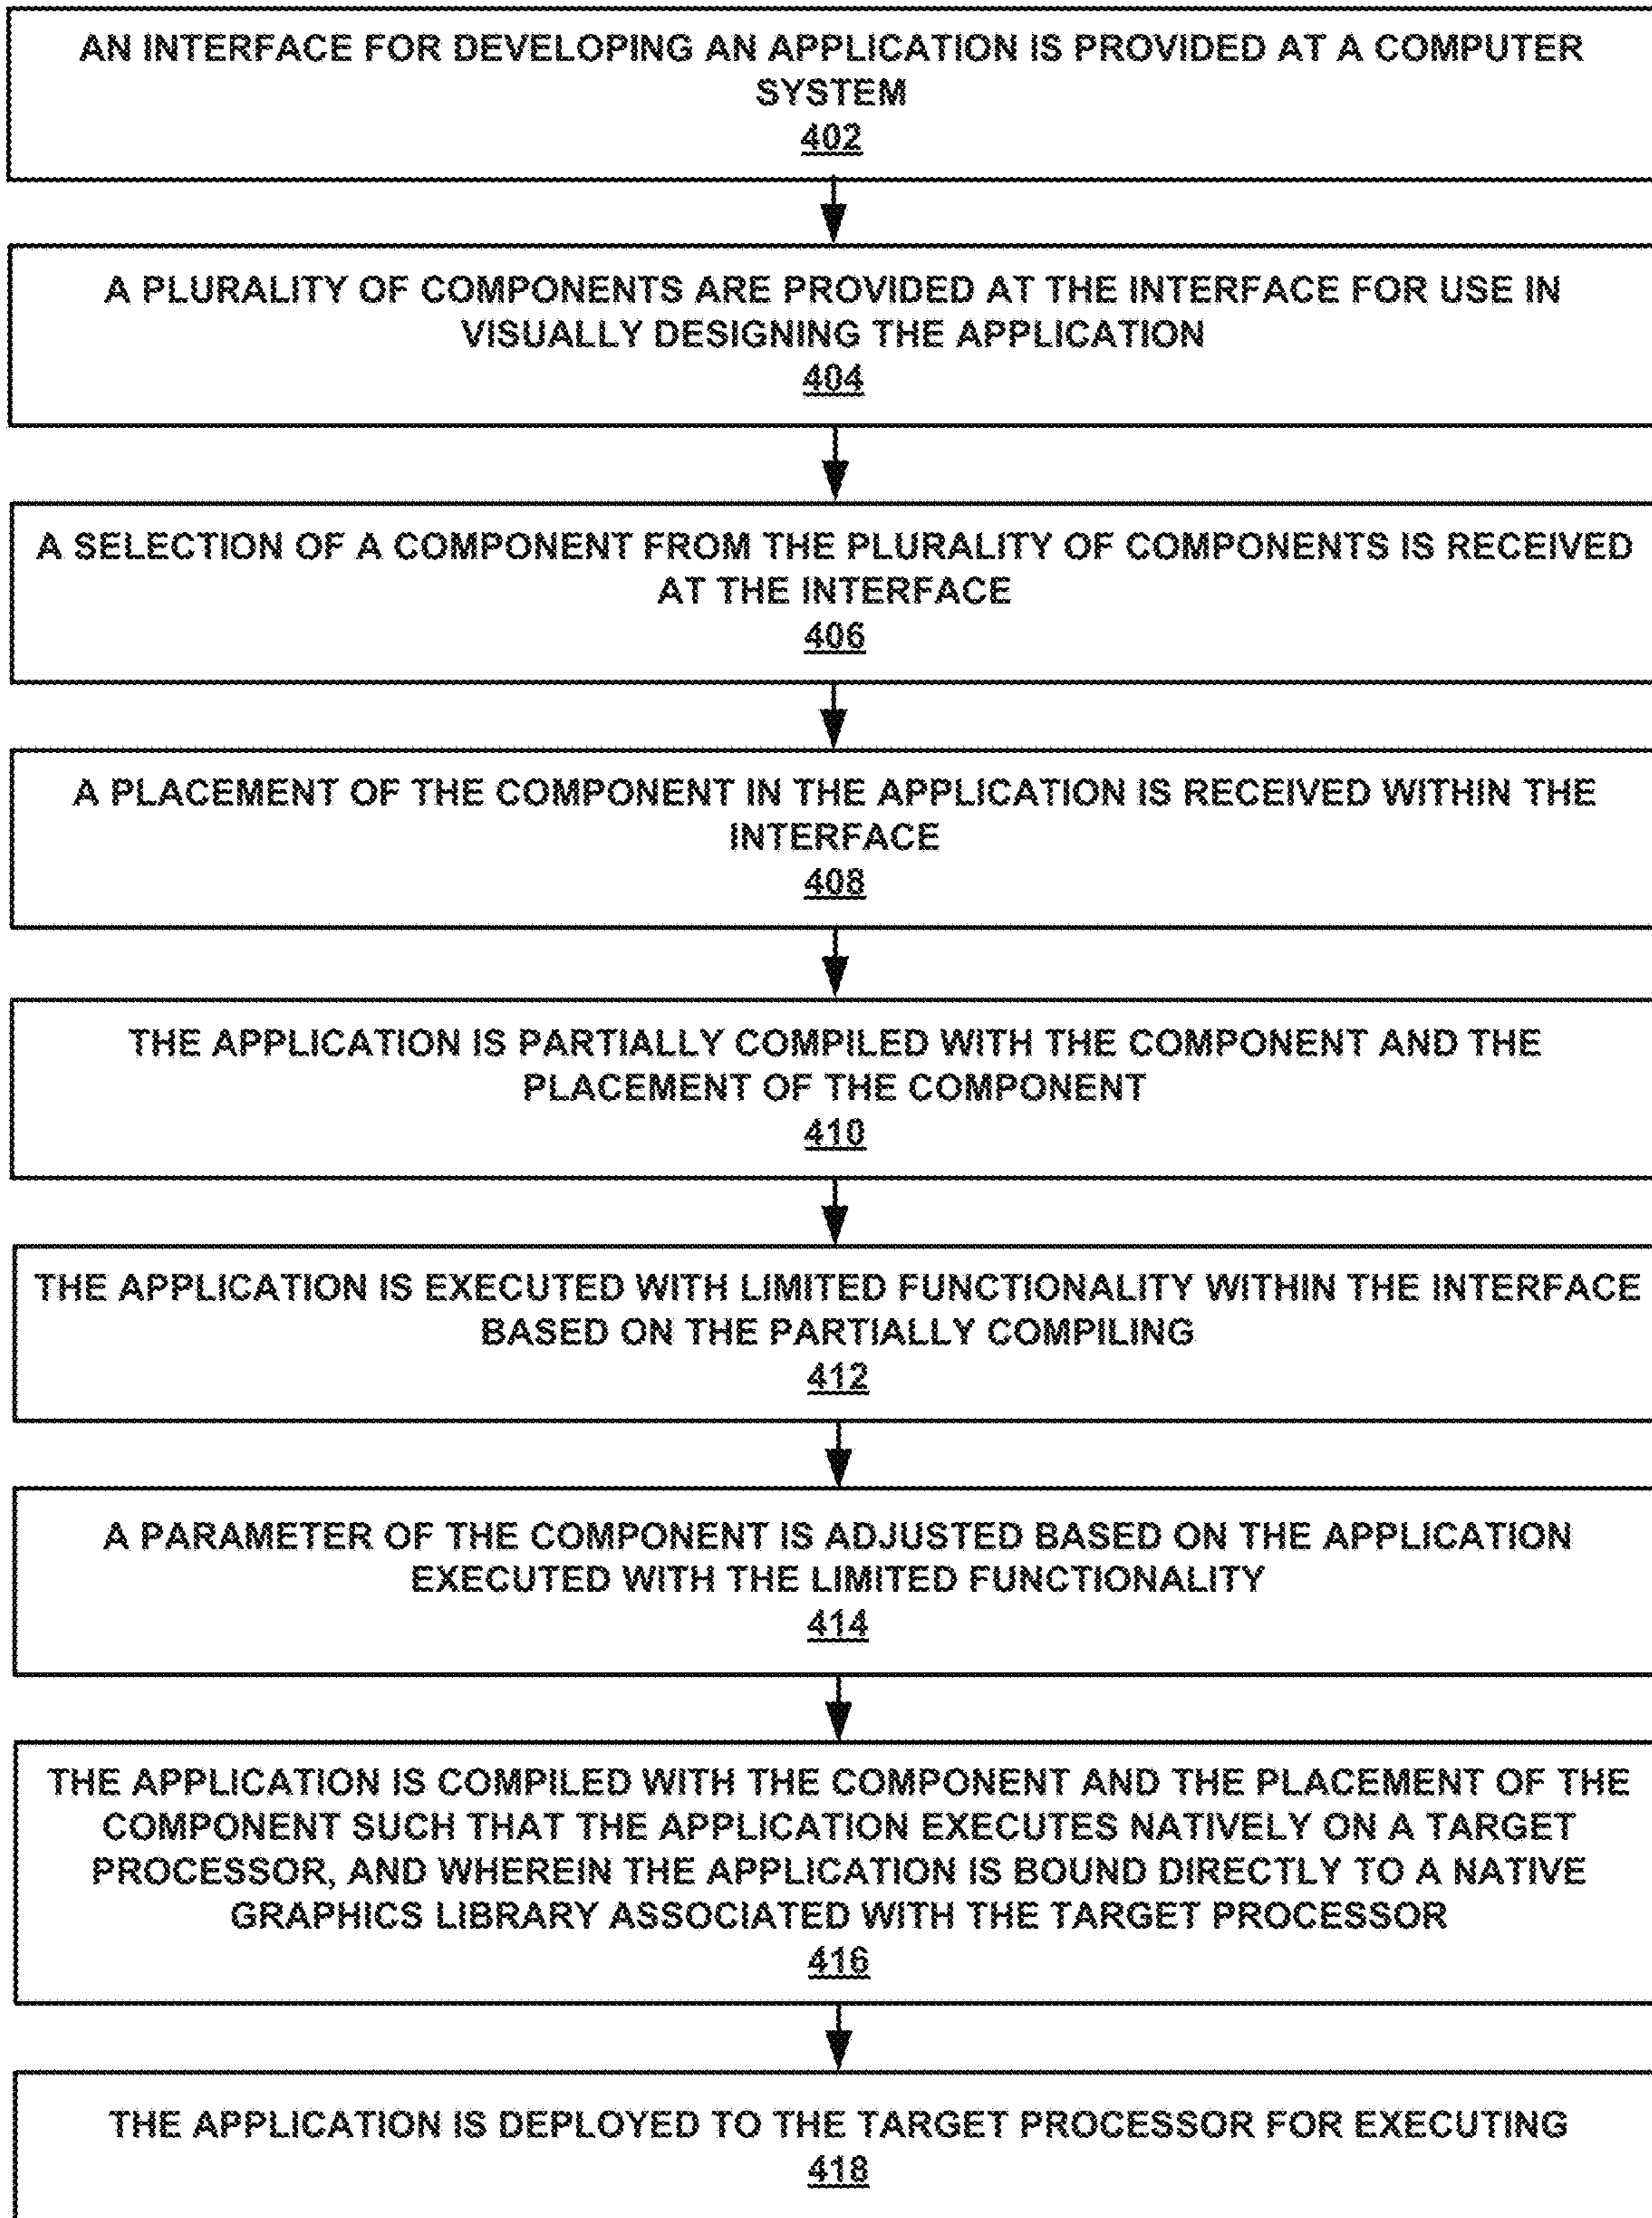 AN INTERFACE FOR DEVELOPING AN APPLICATION IS PROVIDED AT A COMPUTER
SYSTEM
402
A PLURALITY OF COMPONENTS ARE PROVIDED AT THE INTERFACE FOR USE IN
VISUALLY DESIGNING THE APPLICATION
404
A SELECTION OF A COMPONENT FROM THE PLURALITY OF COMPONENTS IS RECEIVED
AT THE INTERFACE
406
A PLACEMENT OF THE COMPONENT IN THE APPLICATION IS RECEIVED WITHIN THE
INTERFACE
408
THE APPLICATION IS PARTIALLY COMPILED WITH THE COMPONENT AND THE
PLACEMENT OF THE COMPONENT
410
THE APPLICATION IS EXECUTED WITH LIMITED FUNCTIONALITY WITHIN THE INTERFACE
BASED ON THE PARTIALLY COMPILING
412
A PARAMETER OF THE COMPONENT IS ADJUSTED BASED ON THE APPLICATION
EXECUTED WITH THE LIMITED FUNCTIONALITY
414
THE APPLICATION IS COMPILED WITH THE COMPONENT AND THE PLACEMENT OF THE
COMPONENT SUCH THAT THE APPLICATION EXECUTES NATIVELY ON A TARGET
PROCESSOR, AND WHEREIN THE APPLICATION IS BOUND DIRECTLY TO A NATIVE
GRAPHICS LIBRARY ASSOCIATED WITH THE TARGET PROCESSOR
416
THE APPLICATION IS DEPLOYED TO THE TARGET PROCESSOR FOR EXECUTING
418